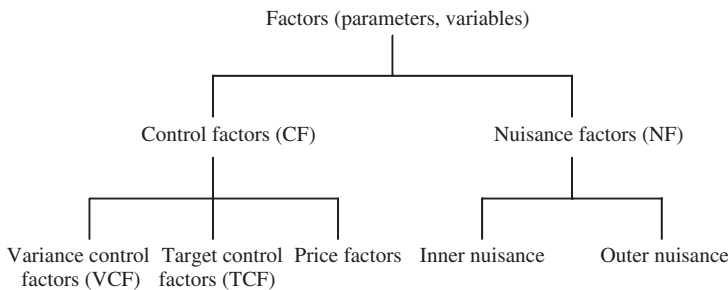 Factors (parameters, variables)
Control factors (CF)
Nuisance factors (NF)
Variance control
factors (VCF)
Target control
factors (TCF)
Price factors
Inner nuisance
Outer nuisance